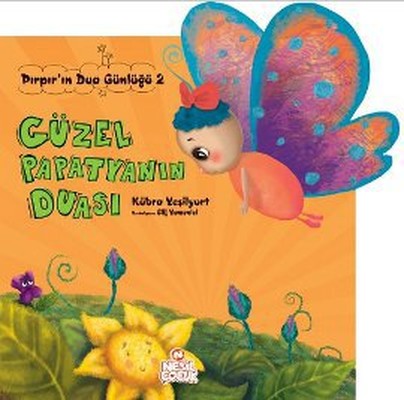 Pırpır'ın Dua Günlüğü 2
GÜZEL
PAPATYANIN
DUASI
Kübra Yeşilyurt
N
NESİL
ÇOCUK